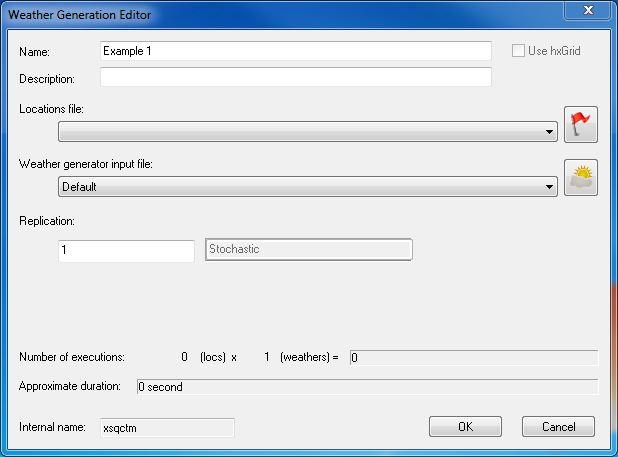 Weather Generation Editor
Name: Example 1 Use hxGrid
Description:
Locations file:
Weather generator input file:
Default
Replication:
1 Stochastic
Number of executions: 0 (locs) x 1 (weathers) = 0
Approximate duration: 0 second
Internal name: xsqctm OK Cancel